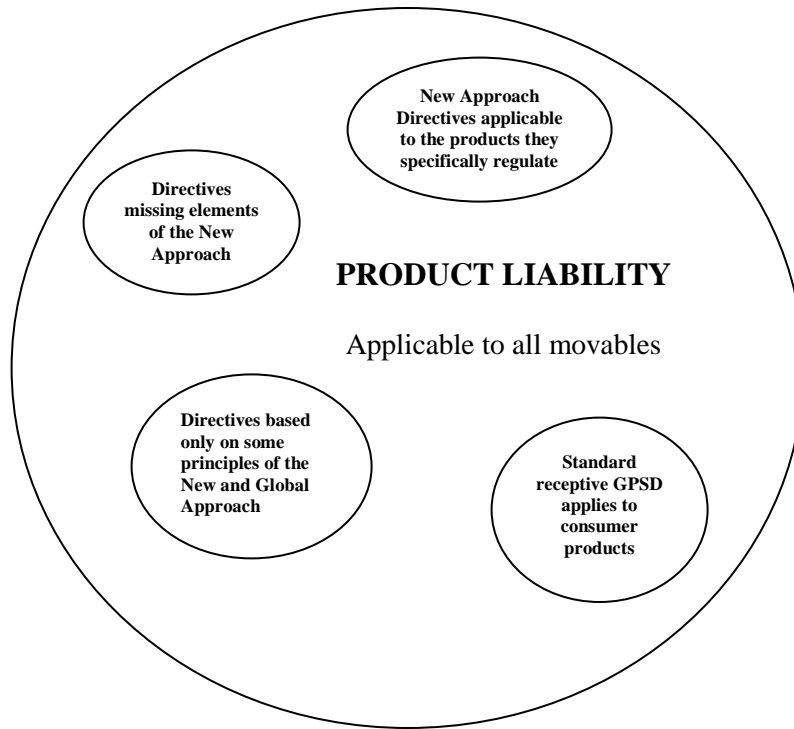 New Approach
Directives applicable
to the products they
specifically regulate
Directives
missing elements
of the New
Approach
PRODUCT LIABILITY
Applicable to all movables
Directives based
only on some
principles of the
New and Global
Approach
Standard
receptive GPSD
applies to
consumer
products